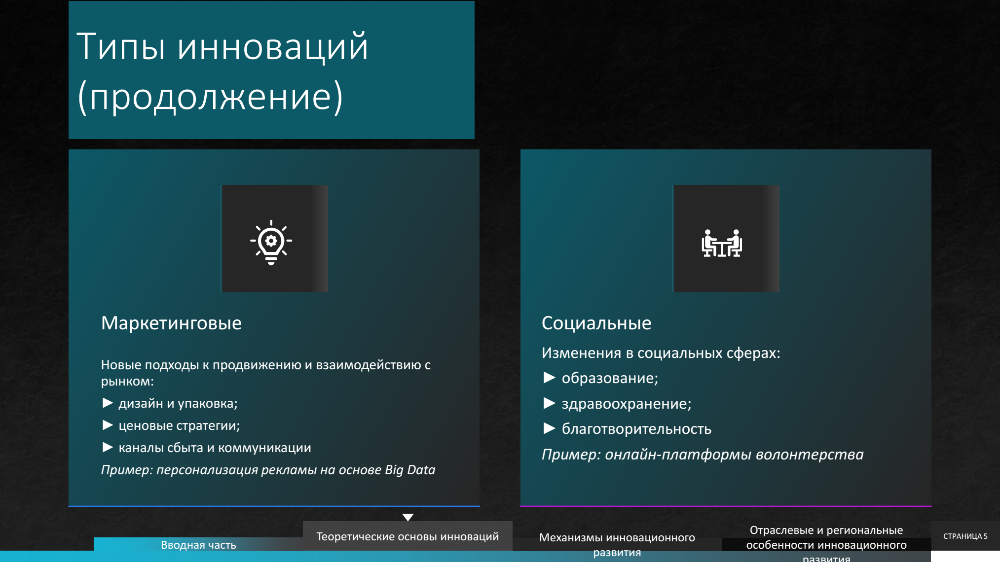 Типы инноваций
(продолжение)
Маркетинговые
Новые подходы к продвижению и взаимодействию с
рынком:
► дизайн и упаковка;
► ценовые стратегии;
► каналы сбыта и коммуникации
Пример: персонализация рекламы на основе Big Data
Социальные
Изменения в социальных сферах:
► образование;
► здравоохранение;
► благотворительность
Пример: онлайн-платформы волонтерства
Вводная часть
Теоретические основы инноваций
Механизмы инновационного
развития
Отраслевые и региональные
особенности инновационного
развития
СТРАНИЦА 5